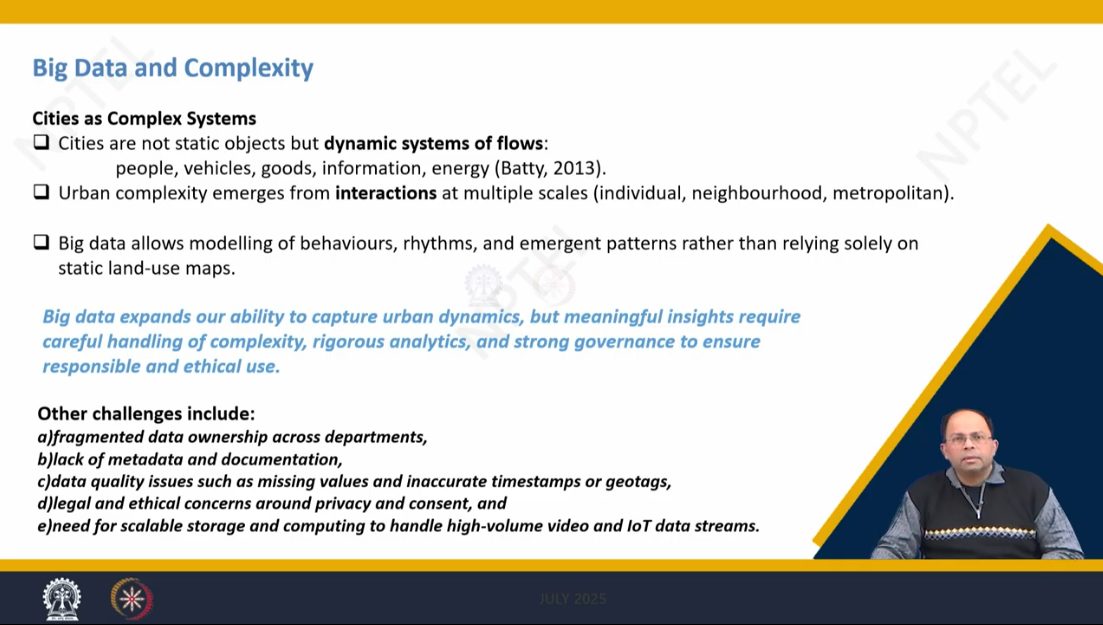 Big Data and Complexity
Cities as Complex Systems
❑ Cities are not static objects but dynamic systems of flows:
people, vehicles, goods, information, energy (Batty, 2013).
❑ Urban complexity emerges from interactions at multiple scales (individual, neighbourhood, metropolitan).
❑ Big data allows modelling of behaviours, rhythms, and emergent patterns rather than relying solely on
static land-use maps.
Big data expands our ability to capture urban dynamics, but meaningful insights require
careful handling of complexity, rigorous analytics, and strong governance to ensure
responsible and ethical use.
Other challenges include:
a)fragmented data ownership across departments,
b)lack of metadata and documentation,
c)data quality issues such as missing values and inaccurate timestamps or geotags,
d)legal and ethical concerns around privacy and consent, and
e)need for scalable storage and computing to handle high-volume video and IoT data streams.
JULY 2025
NPTEL
NPTEL
NPTEL